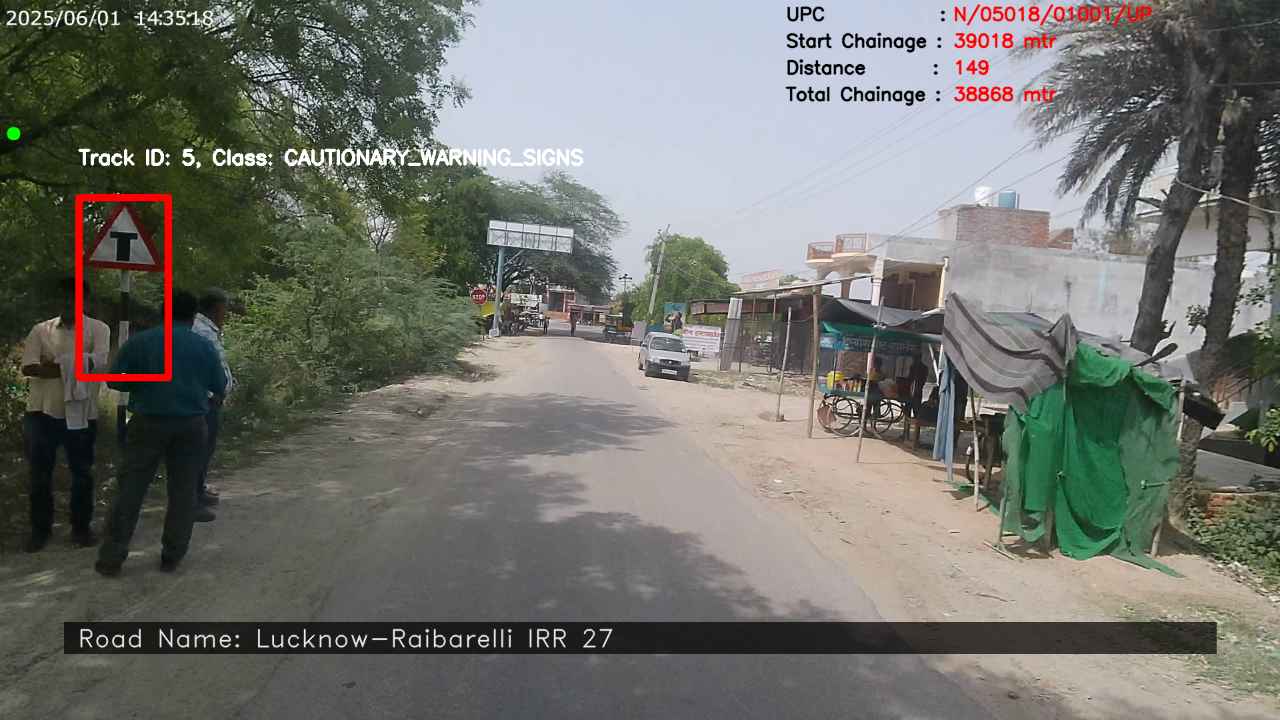 2025/06/01 14:35:18
UPC : N/05018/01001/UP
Start Chainage : 39018 mtr
Distance : 149
Total Chainage : 38868 mtr
Track ID: 5, Class: CAUTIONARY_WARNING_SIGNS
STOP
Road Name: Lucknow-Raibarelli IRR 27